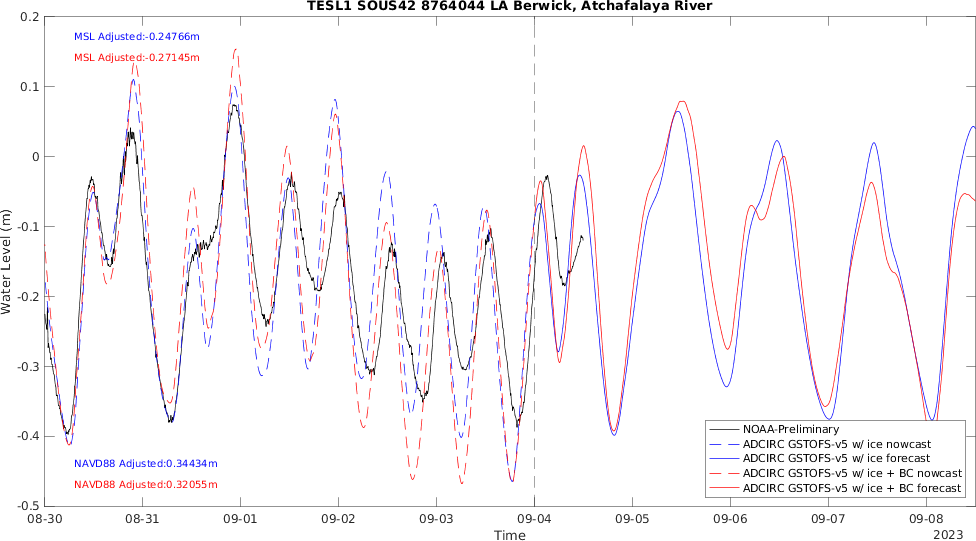 TESL1 SOUS42 8764044 LA Berwick, Atchafalaya River
0.2
MSL Adjusted:-0.24766m
MSL Adjusted:-0.27145m
0.1
0
-0.1
Water Level (m)
-0.2
-0.3
-0.4
NAVD88 Adjusted:0.34434m
NAVD88 Adjusted:0.32055m
-0.5
NOAA-Preliminary
ADCIRC GSTOFS-v5 w/ ice nowcast
ADCIRC GSTOFS-v5 w/ ice forecast
ADCIRC GSTOFS-v5 w/ ice + BC nowcast
ADCIRC GSTOFS-v5 w/ ice + BC forecast
08-30 08-31 09-01 09-02 09-03 09-04 09-05 09-06 09-07 09-08
Time
2023